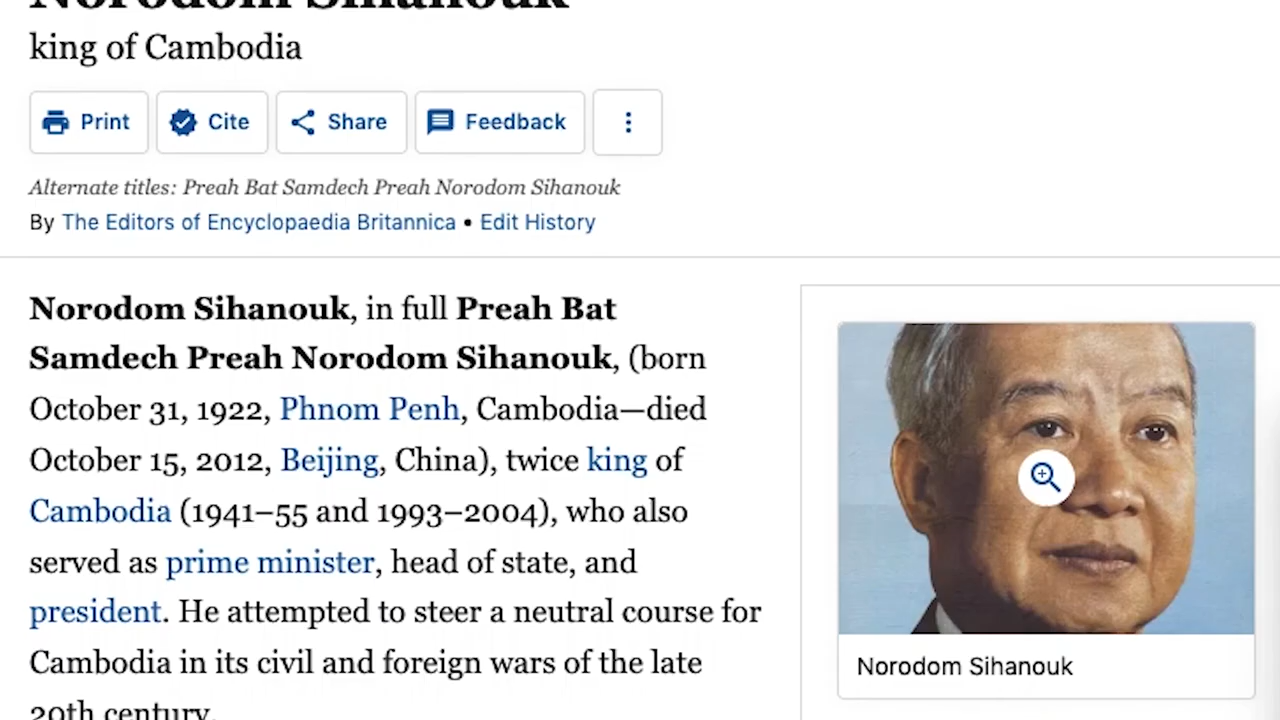 Norodom Sihanouk
king of Cambodia
Print Cite Share Feedback
Alternate titles: Preah Bat Samdech Preah Norodom Sihanouk
By The Editors of Encyclopaedia Britannica • Edit History
Norodom Sihanouk, in full Preah Bat
Samdech Preah Norodom Sihanouk, (born
October 31, 1922, Phnom Penh, Cambodia—died
October 15, 2012, Beijing, China), twice king of
Cambodia (1941–55 and 1993–2004), who also
served as prime minister, head of state, and
president. He attempted to steer a neutral course for
Cambodia in its civil and foreign wars of the late
20th century.
Norodom Sihanouk